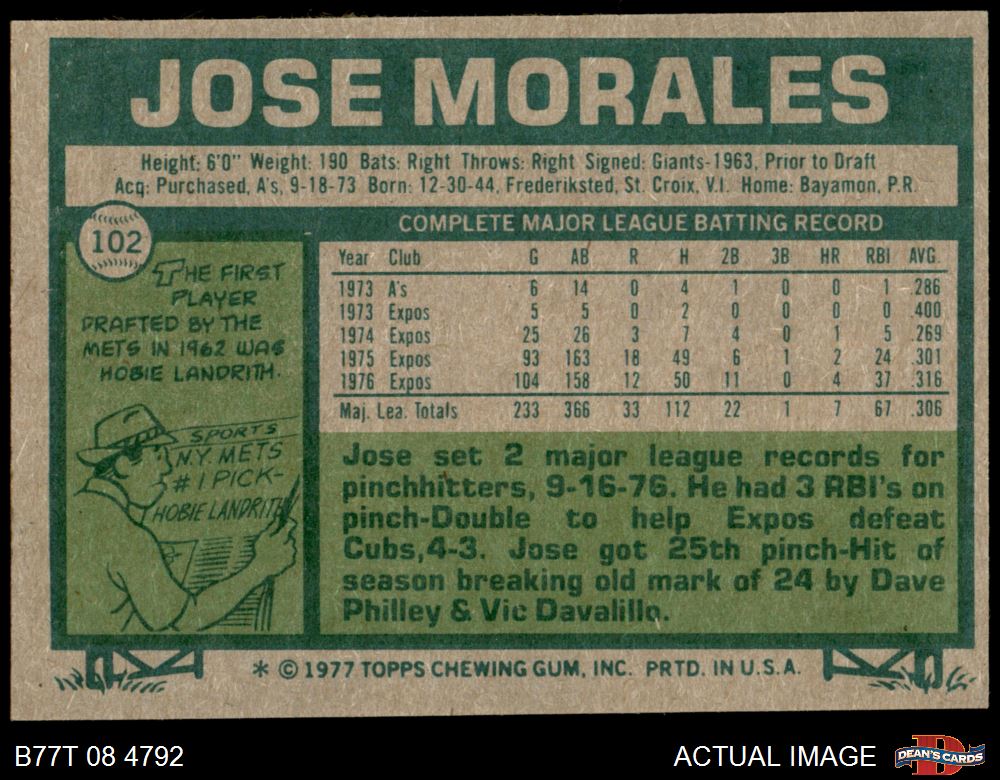 JOSE MORALES
Height: 6'0" Weight: 190 Bats: Right Throws: Right Signed: Giants-1963, Prior to Draft
Acq: Purchased, A's, 9-18-73 Born: 12-30-44, Frederiksted, St. Croix, V.I. Home: Bayamon, P.R.
102
THE FIRST
PLAYER
DRAFTED BY THE
METS IN 1962 WAS
HOBIE LANDRITH.
SPORTS
N.Y. METS
#1 PICK-
HOBIE LANDRITH
COMPLETE MAJOR LEAGUE BATTING RECORD
Year Club G AB R H 2B 3B HR RBI AVG.
1973 A's 6 14 0 4 1 0 0 1 .286
1973 Expos 5 5 0 2 0 0 0 0 .400
1974 Expos 25 26 3 7 4 0 1 5 .269
1975 Expos 93 163 18 49 6 1 2 24 .301
1976 Expos 104 158 12 50 11 0 4 37 .316
Maj. Lea. Totals 233 366 33 112 22 1 7 67 .306
Jose set 2 major league records for
pinchhitters, 9-16-76. He had 3 RBI's on
pinch-Double to help Expos defeat
Cubs,4-3. Jose got 25th pinch-Hit of
season breaking old mark of 24 by Dave
Philley & Vic Davalillo.
* © 1977 TOPPS CHEWING GUM, INC. PRTD. IN U.S.A.
B77T 08 4792
ACTUAL IMAGE
D
DEAN'S CARDS